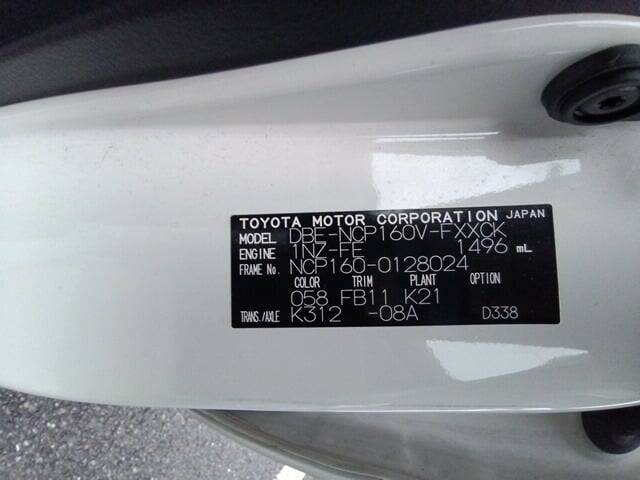 TOYOTA MOTOR CORPORATION JAPAN
MODEL DBE-NCP160V-FXXCK
ENGINE 1NZ-FE 1496 mL
FRAME No. NCP160-0128024
COLOR TRIM PLANT OPTION
058 FB11 K21
TRANS./AXLE K312 -08A D338